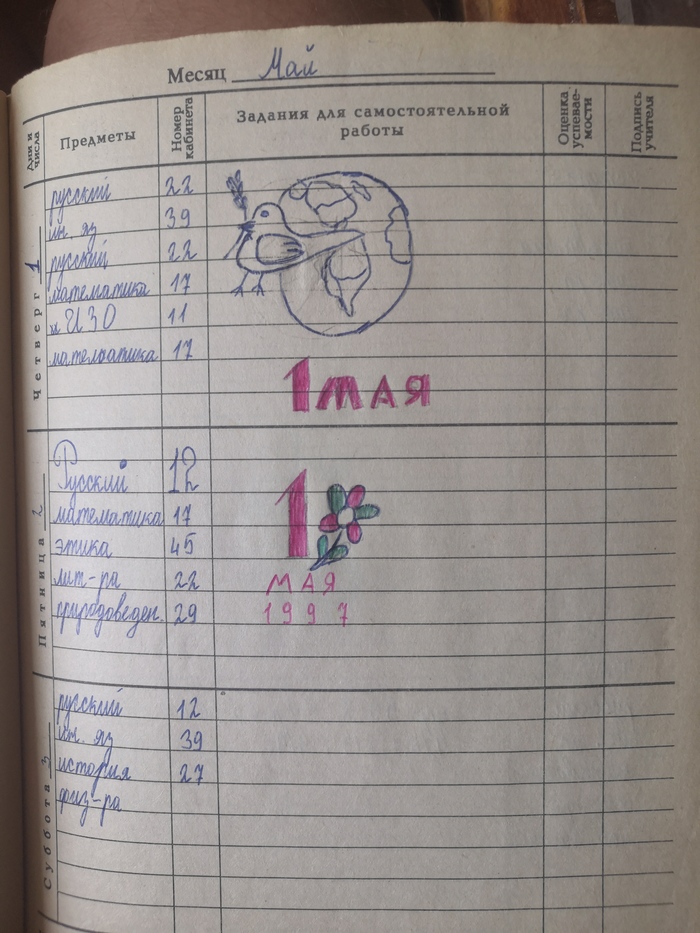 Месяц Май
Дни и числа
Предметы
Номер кабинета
Задания для самостоятельной работы
Оценка успевае-мости
Подпись учителя
Четверг 1
русский 22
ин. яз 39
русский 22
математика 17
ИЗО 11
математика 17
1 МАЯ
Пятница 2
Русский 12
математика 17
этика 45
лит-ра 22
природоведен. 29
1
МАЯ
1997
Суббота 3
русский 12
ин. яз 39
история 27
физ-ра